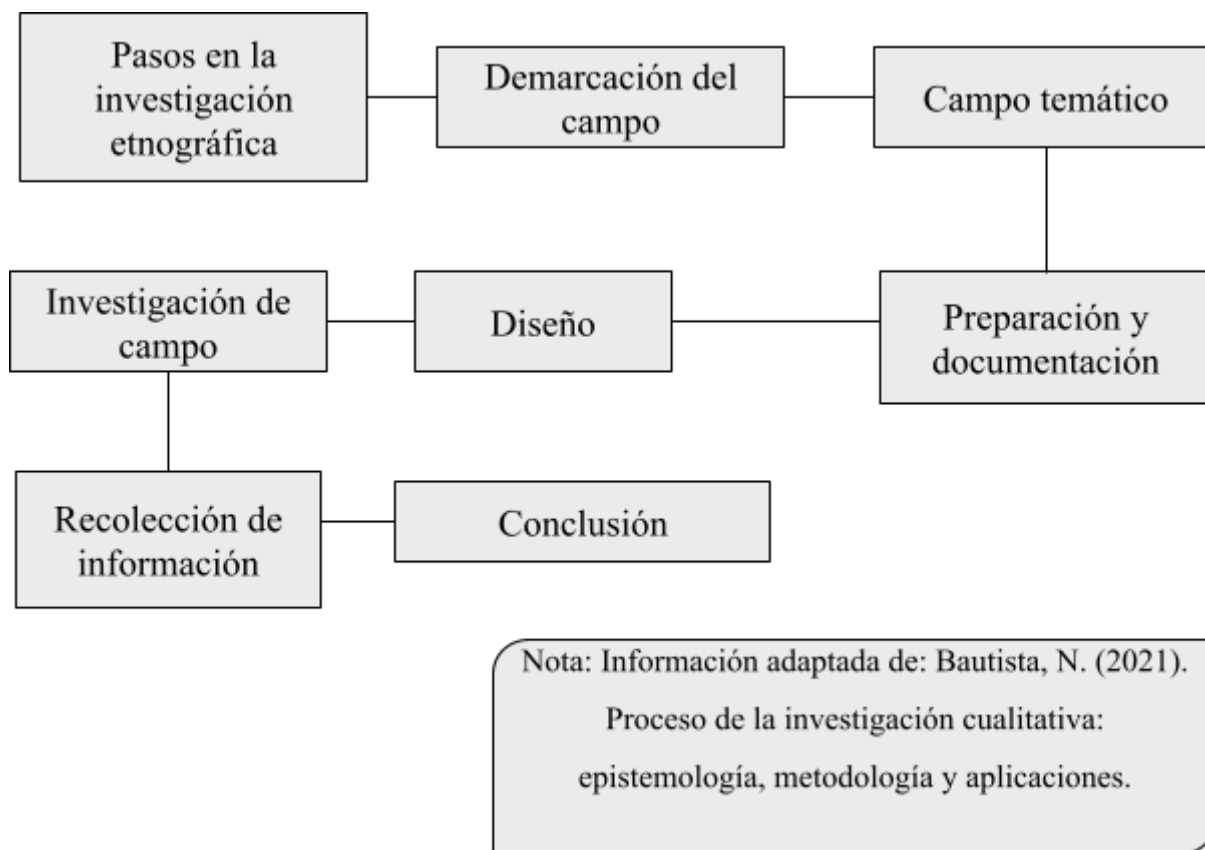 Pasos en la
investigación
etnográfica
Demarcación del
campo
Campo temático
Investigación de
campo
Diseño
Preparación y
documentación
Recolección de
información
Conclusión
Nota: Información adaptada de: Bautista, N. (2021).
Proceso de la investigación cualitativa:
epistemología, metodología y aplicaciones.